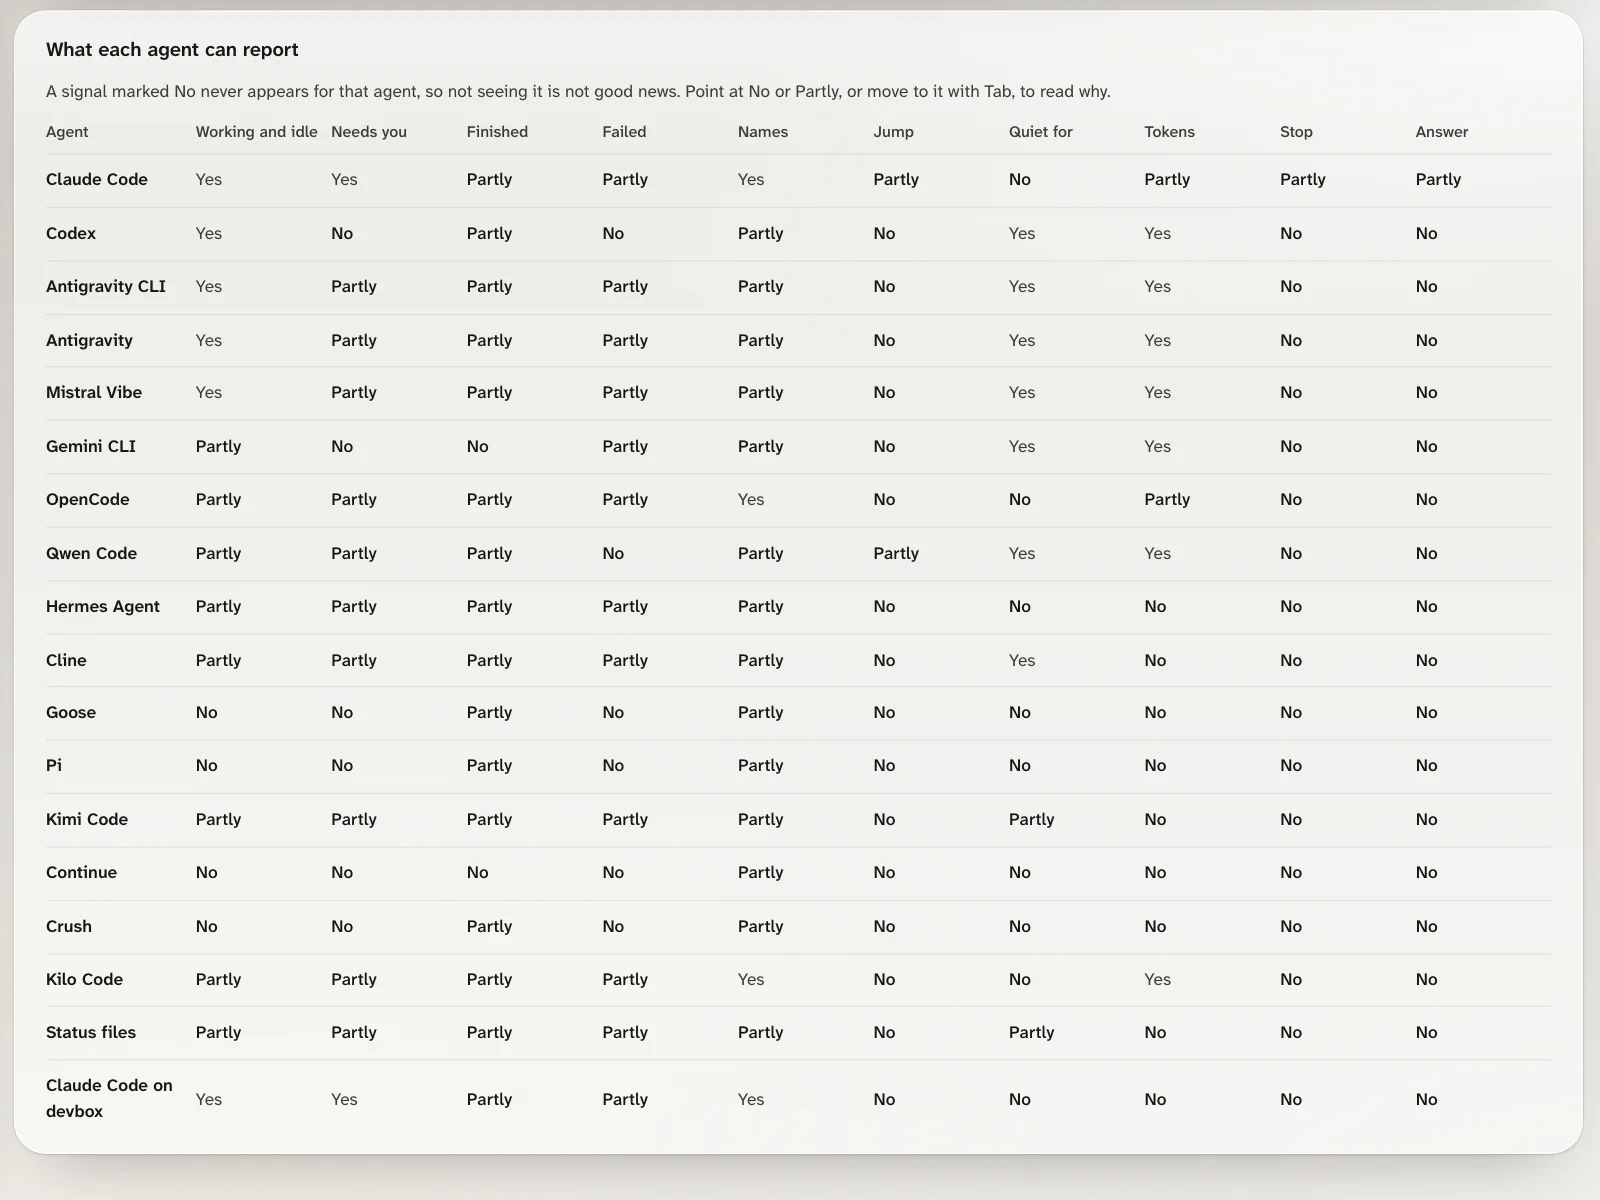 What each agent can report
A signal marked No never appears for that agent, so not seeing it is not good news. Point at No or Partly, or move to it with Tab, to read why.
Agent Working and idle Needs you Finished Failed Names Jump Quiet for Tokens Stop Answer
Claude Code Yes Yes Partly Partly Yes Partly No Partly Partly Partly
Codex Yes No Partly No Partly No Yes Yes No No
Antigravity CLI Yes Partly Partly Partly Partly No Yes Yes No No
Antigravity Yes Partly Partly Partly Partly No Yes Yes No No
Mistral Vibe Yes Partly Partly Partly Partly No Yes Yes No No
Gemini CLI Partly No No Partly Partly No Yes Yes No No
OpenCode Partly Partly Partly Partly Yes No No Partly No No
Qwen Code Partly Partly Partly No Partly Partly Yes Yes No No
Hermes Agent Partly Partly Partly Partly Partly No No No No No
Cline Partly Partly Partly Partly Partly No Yes No No No
Goose No No Partly No Partly No No No No No
Pi No No Partly No Partly No No No No No
Kimi Code Partly Partly Partly Partly Partly No Partly No No No
Continue No No No No Partly No No No No No
Crush No No Partly No Partly No No No No No
Kilo Code Partly Partly Partly Partly Yes No No Yes No No
Status files Partly Partly Partly Partly Partly No Partly No No No
Claude Code on
devbox Yes Yes Partly Partly Yes No No No No No